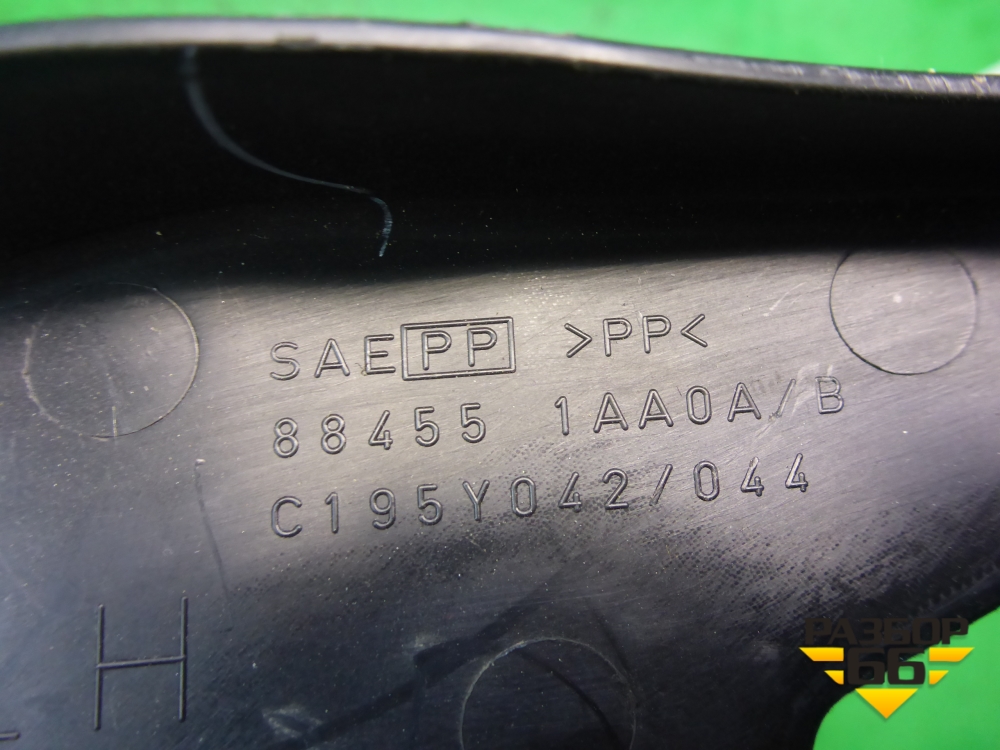 SAE PP >PP<
88455 1AA0A/B
C195Y042/044
H
РАЗБОР
66